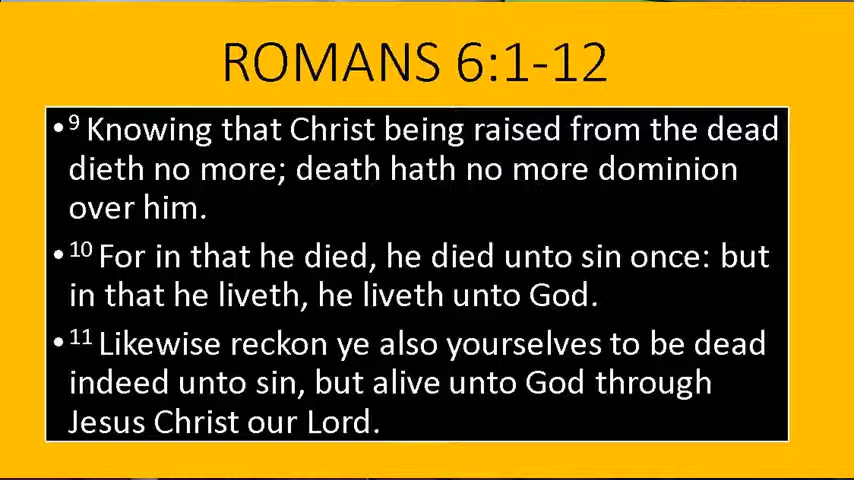 ROMANS 6:1-12
•⁹ Knowing that Christ being raised from the dead
dieth no more; death hath no more dominion
over him.
•¹⁰ For in that he died, he died unto sin once: but
in that he liveth, he liveth unto God.
•¹¹ Likewise reckon ye also yourselves to be dead
indeed unto sin, but alive unto God through
Jesus Christ our Lord.